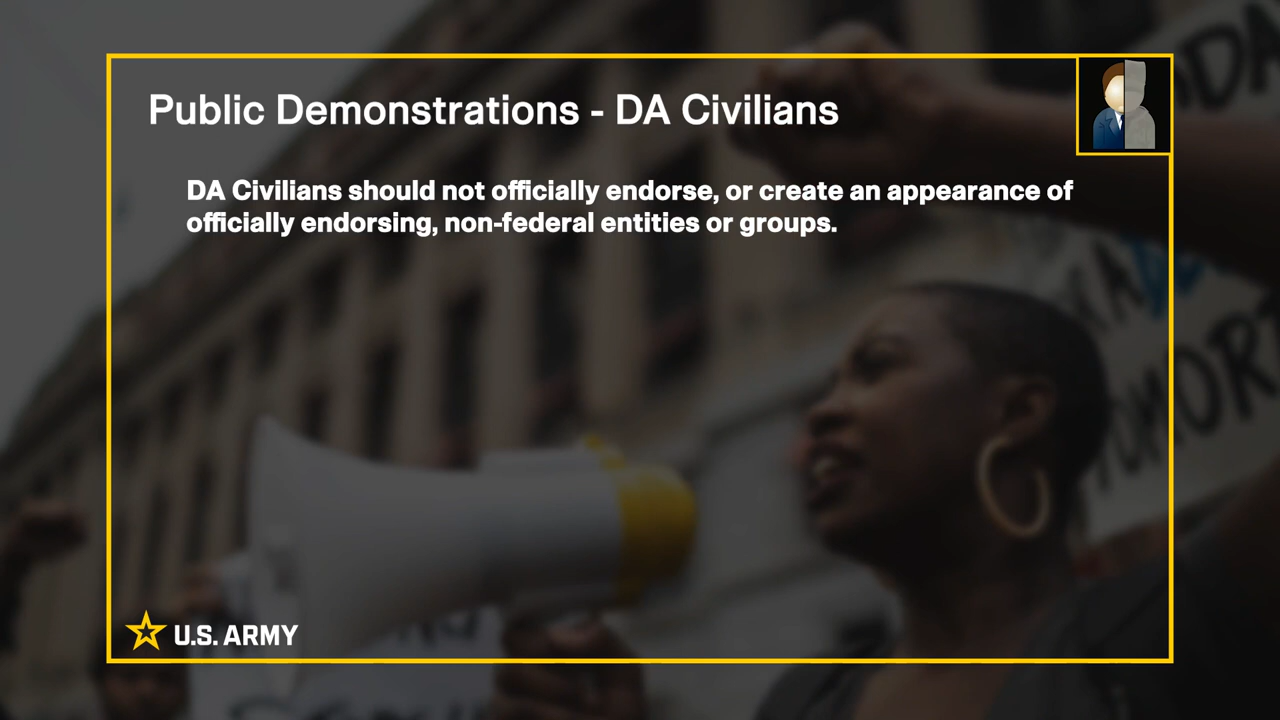 Public Demonstrations - DA Civilians
DA Civilians should not officially endorse, or create an appearance of
officially endorsing, non-federal entities or groups.
U.S. ARMY